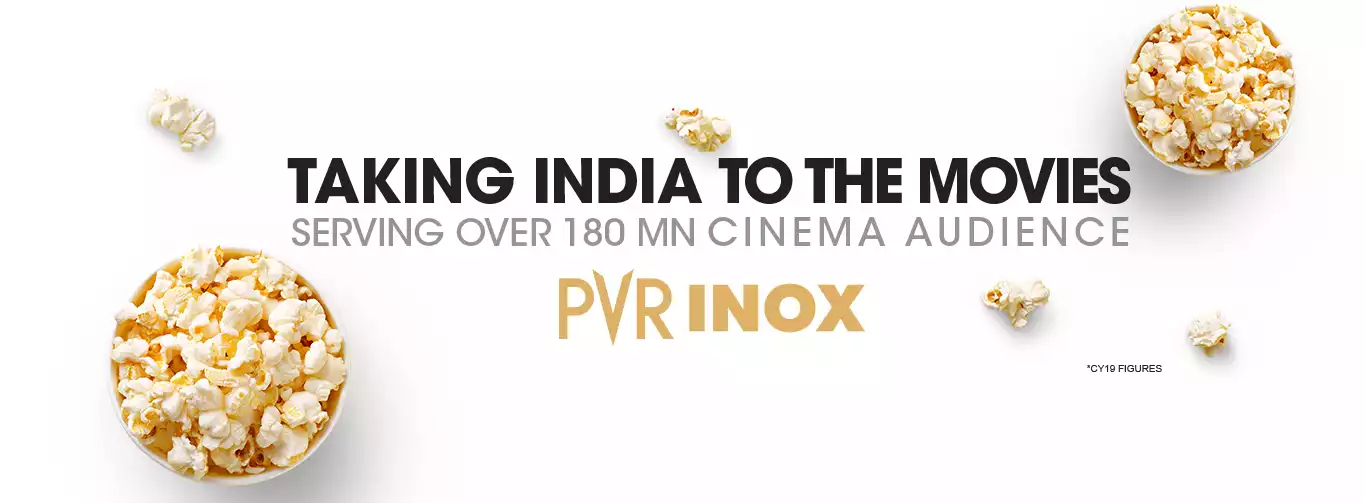 TAKING INDIA TO THE MOVIES
SERVING OVER 180 MN CINEMA AUDIENCE
PVR INOX
*CY19 FIGURES